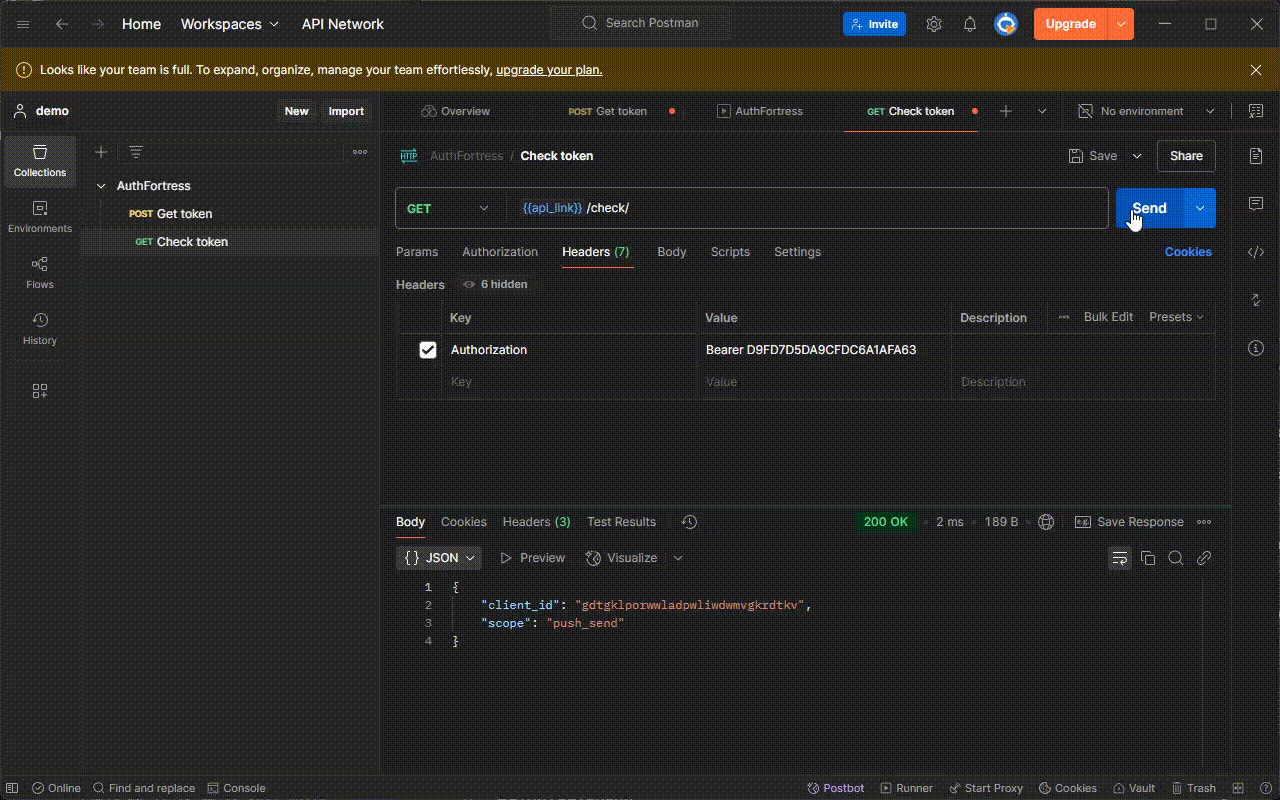 Home Workspaces API Network Search Postman Invite Upgrade
Looks like your team is full. To expand, organize, manage your team effortlessly, upgrade your plan.
demo New Import Overview POST Get token AuthFortress GET Check token No environment
HTTP AuthFortress / Check token Save Share
Collections
AuthFortress
POST Get token
GET Check token
Environments
Flows
History
GET {{api_link}} /check/ Send
Params Authorization Headers (7) Body Scripts Settings Cookies
Headers 6 hidden
Key Value Description Bulk Edit Presets
Authorization Bearer D9FD7D5DA9CFDC6A1AFA63
Key Value Description
Body Cookies Headers (3) Test Results 200 OK 2 ms 189 B e.g. Save Response
{} JSON Preview Visualize
1 {
2 "client_id": "gdtgklporwwladpwliwdwmvgkrdtkv",
3 "scope": "push_send"
4 }
Online Find and replace Console Postbot Runner Start Proxy Cookies Vault Trash